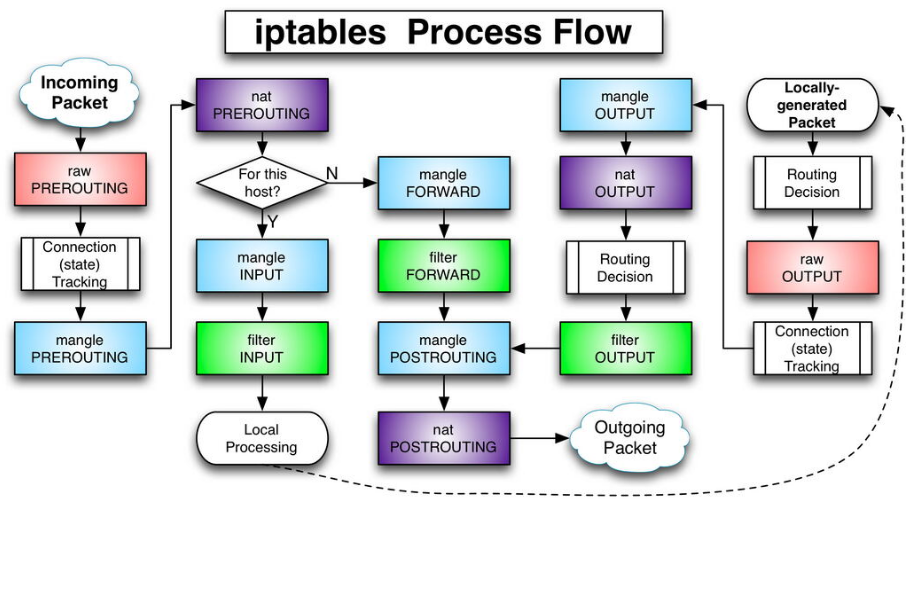 iptables Process Flow
Incoming
Packet
raw
PREROUTING
Connection
(state)
Tracking
mangle
PREROUTING
nat
PREROUTING
For this
host?
N
Y
mangle
INPUT
filter
INPUT
Local
Processing
mangle
FORWARD
filter
FORWARD
mangle
POSTROUTING
nat
POSTROUTING
mangle
OUTPUT
nat
OUTPUT
Routing
Decision
filter
OUTPUT
Outgoing
Packet
Locally-
generated
Packet
Routing
Decision
raw
OUTPUT
Connection
(state)
Tracking